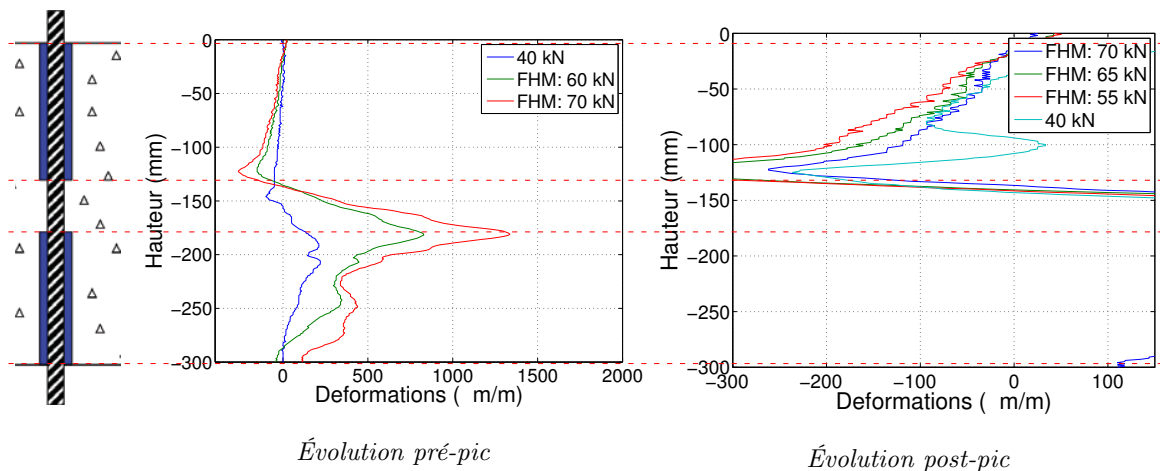 0
−50
−100
−150
−200
−250
−300
Hauteur (mm)
0 500 1000 1500 2000
Deformations ( m/m)
40 kN
FHM: 60 kN
FHM: 70 kN
Évolution pré-pic
0
−50
−100
−150
−200
−250
−300
Hauteur (mm)
−300 −200 −100 0 100
Deformations ( m/m)
FHM: 70 kN
FHM: 65 kN
FHM: 55 kN
40 kN
Évolution post-pic